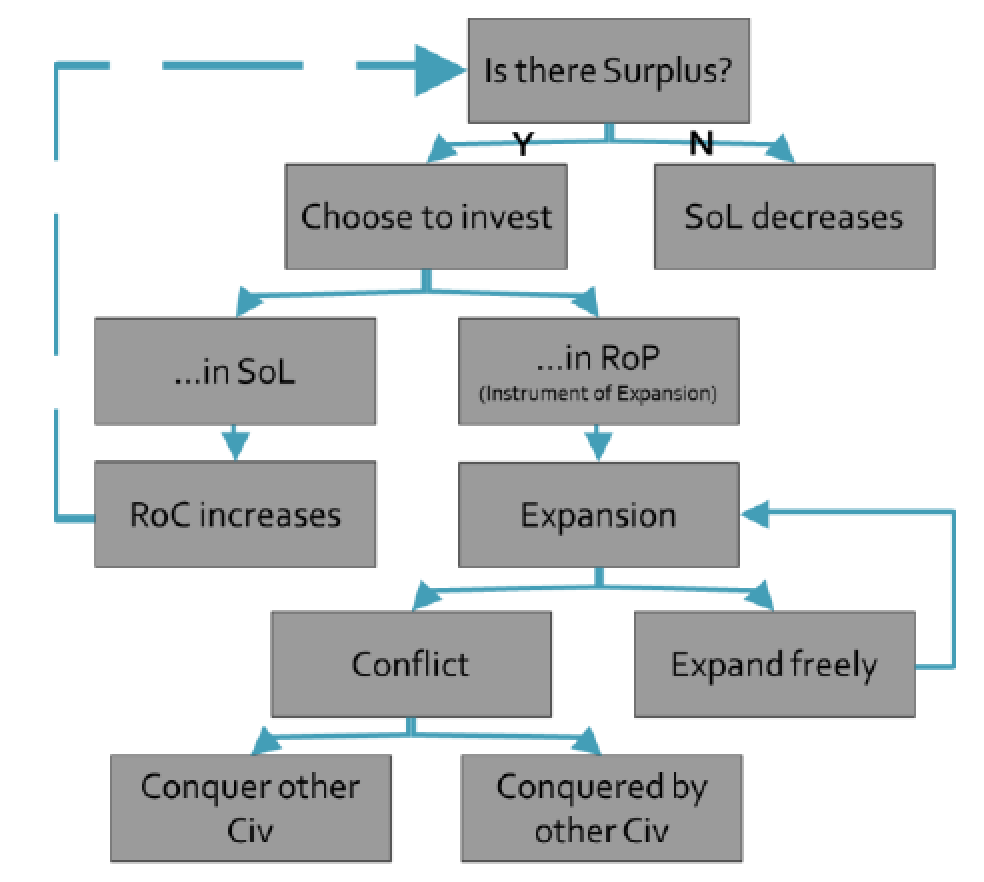 Is there Surplus?
Y
N
Choose to invest
SoL decreases
...in SoL
...in RoP
(Instrument of Expansion)
RoC increases
Expansion
Conflict
Expand freely
Conquer other
Civ
Conquered by
other Civ